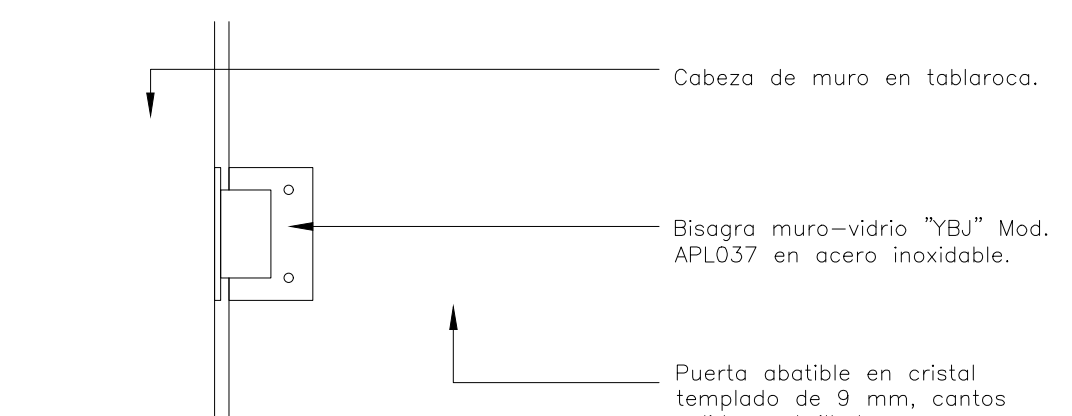 Cabeza de muro en tablaroca.
Bisagra muro-vidrio "YBJ" Mod.
APL037 en acero inoxidable.
Puerta abatible en cristal
templado de 9 mm, cantos